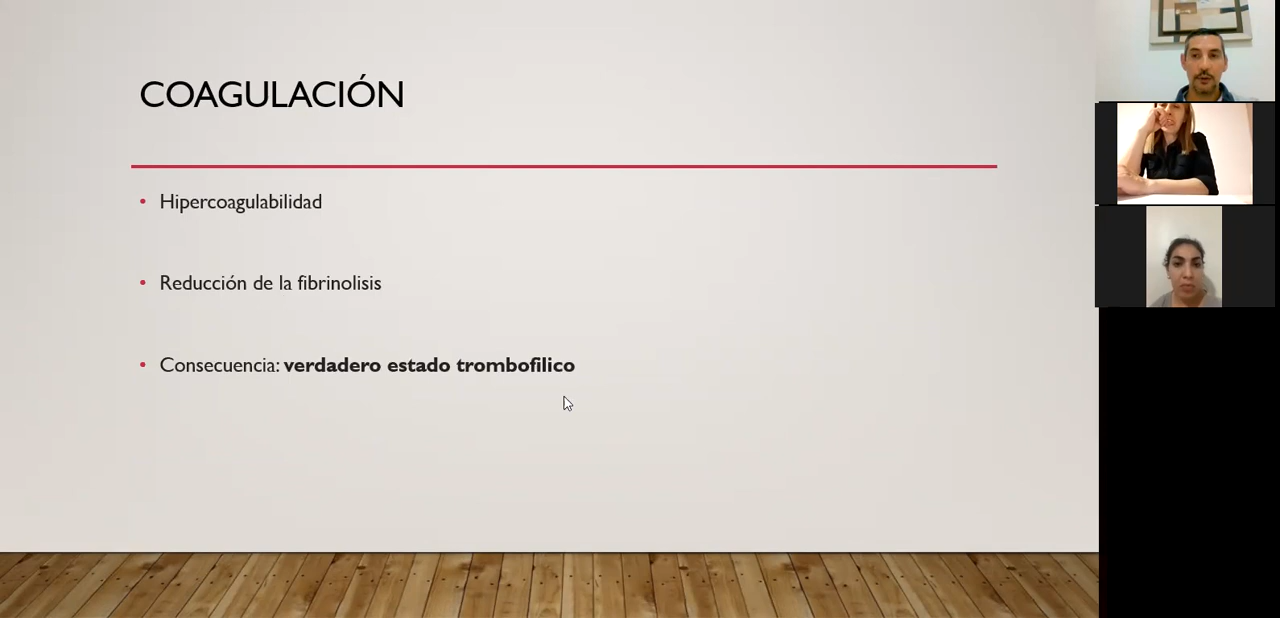 COAGULACIÓN
• Hipercoagulabilidad
• Reducción de la fibrinolisis
• Consecuencia: verdadero estado trombofilico